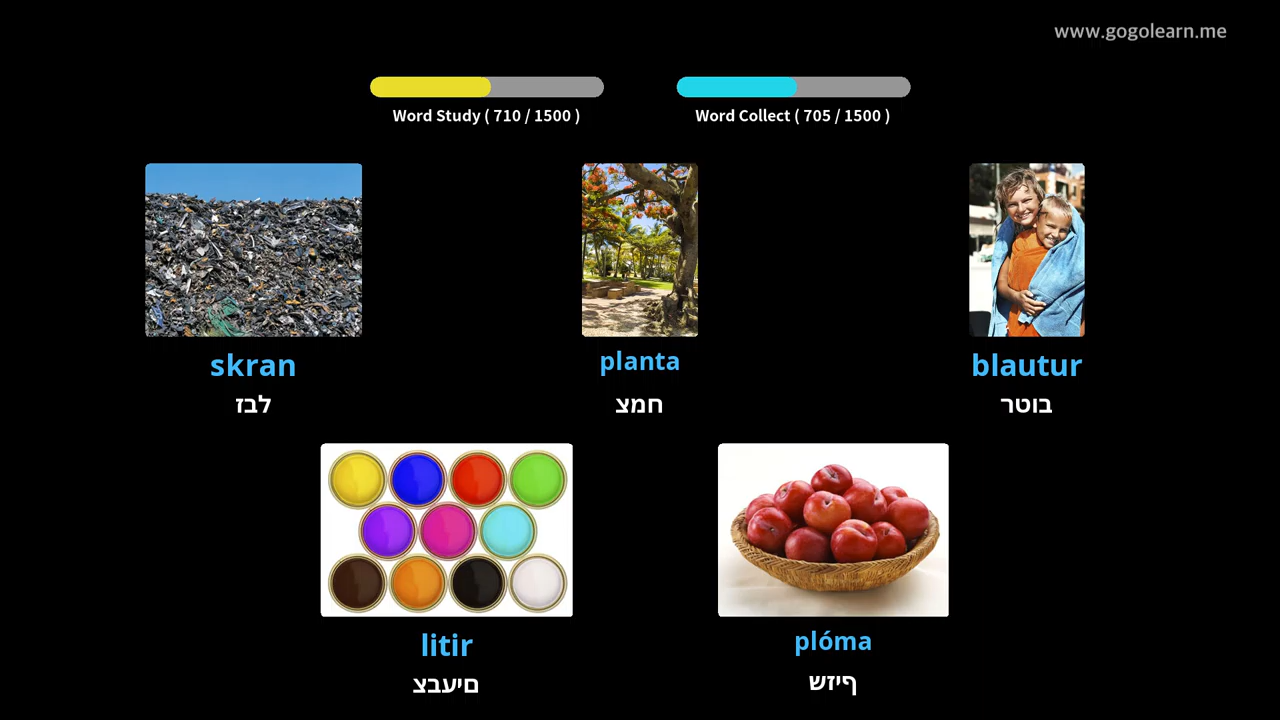 www.gogolearn.me
Word Study ( 710 / 1500 )
Word Collect ( 705 / 1500 )
skran
לבז
planta
חמצ
blautur
בוטר
litir
םיעבצ
plóma
ףיזש